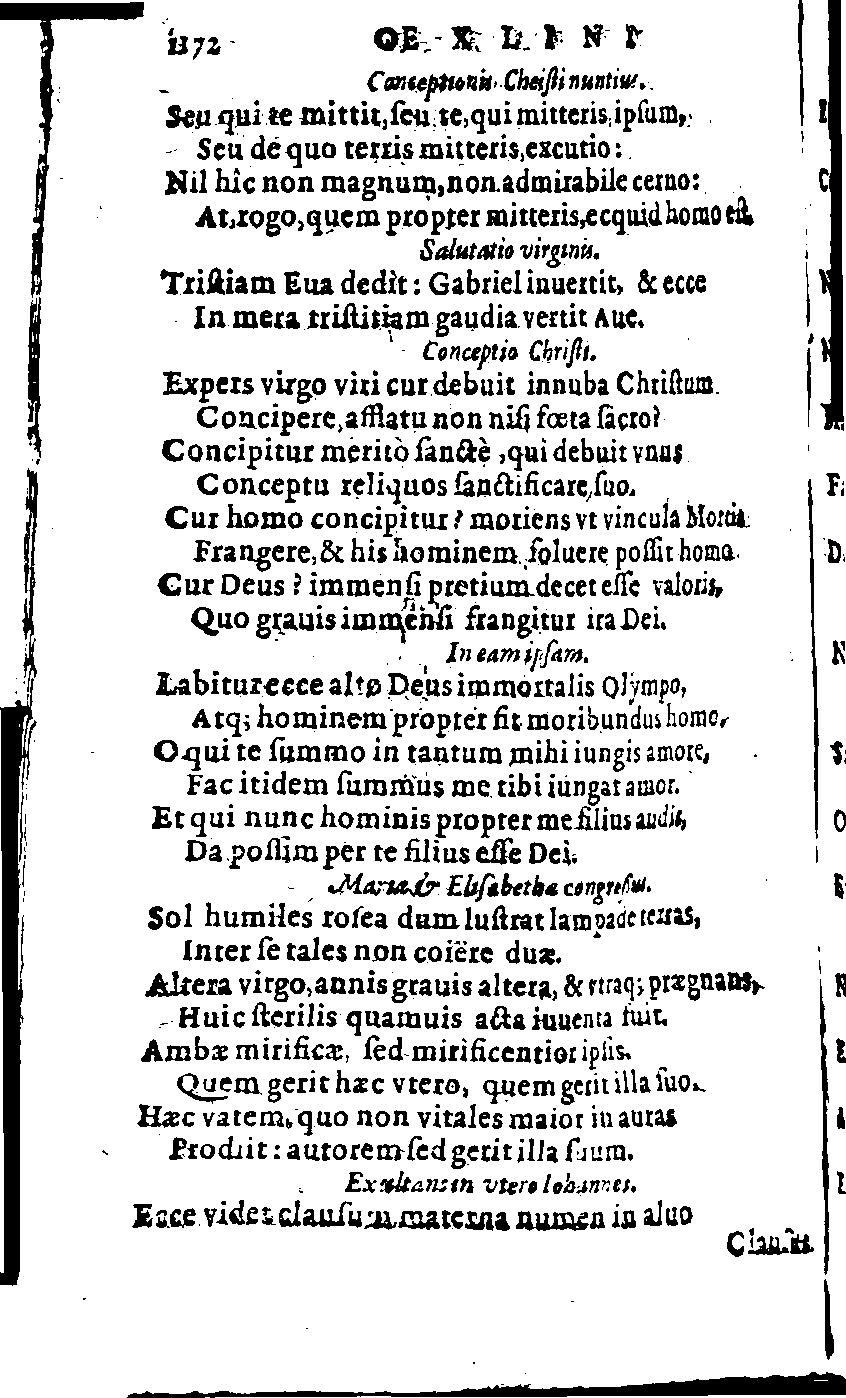 1172 OE X L I N I
Conceptionis Christi nuntius.
Seu qui te mittit, ſeu te, qui mitteris, ipſum,
Seu de quo terris mitteris, excutio:
Nil hîc non magnum, non admirabile cerno:
At, rogo, quem propter mitteris, ecquid homo eſt.
Salutatio virginis.
Triſtiam Eua dedìt: Gabriel inuertit, & ecce
In mera triſtitiam gaudia vertit Aue.
Conceptio Chriſti.
Expers virgo viri cur debuit innuba Chriſtum
Concipere, afflatu non niſi fœta ſacro?
Concipitur meritò ſanctè, qui debuit vnus
Conceptu reliquos ſanctificare, ſuo.
Cur homo concipitur? moriens vt vincula Mortis
Frangere, & his hominem ſoluere poſſit homo.
Cur Deus? immenſi pretium decet eſſe valoris,
Quo grauis immenſi frangitur ira Dei.
In eam ipſam.
Labitur ecce alto Deus immortalis Olympo,
Atq; hominem propter fit moribundus homo,
O qui te ſummo in tantum mihi iungis amore,
Fac itidem ſummus me tibi iungat amor.
Et qui nunc hominis propter me filius audis,
Da poſſim per te filius eſſe Dei.
Mariæ & Eliſabethæ congreſſus.
Sol humiles roſea dum luſtrat lampade terras,
Inter ſe tales non coiëre duæ.
Altera virgo, annis grauis altera, & vtraq; prægnans,
Huic ſterilis quamuis acta iuuenta fuit.
Ambæ mirificæ, ſed mirificentior ipſis.
Quem gerit hæc vtero, quem gerit illa ſuo.
Hæc vatem, quo non vitales maior in auras
Prodiit: autorem ſed gerit illa ſuum.
Exultans in vtero Iohannes.
Ecce videt clauſum materna numen in aluo